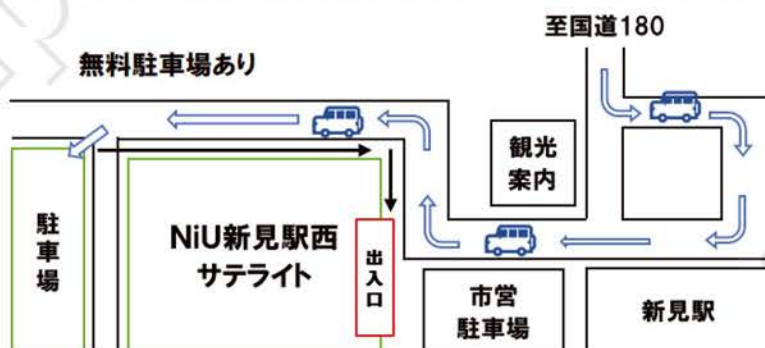 至国道180
無料駐車場あり
観光
案内
駐車場
NiU新見駅西
サテライト
出入口
市営
駐車場
新見駅